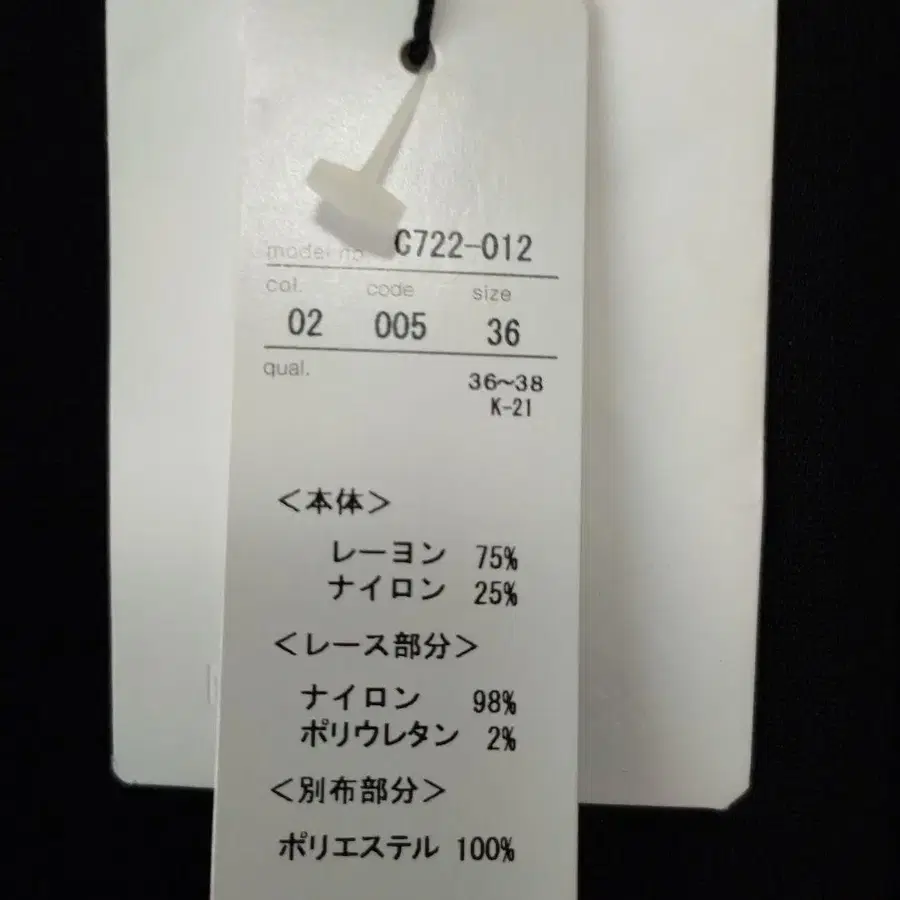 model no C722-012
col. code size
02 005 36
qual.
36~38
K-21
<本体>
レーヨン 75%
ナイロン 25%
<レース部分>
ナイロン 98%
ポリウレタン 2%
<別布部分>
ポリエステル 100%